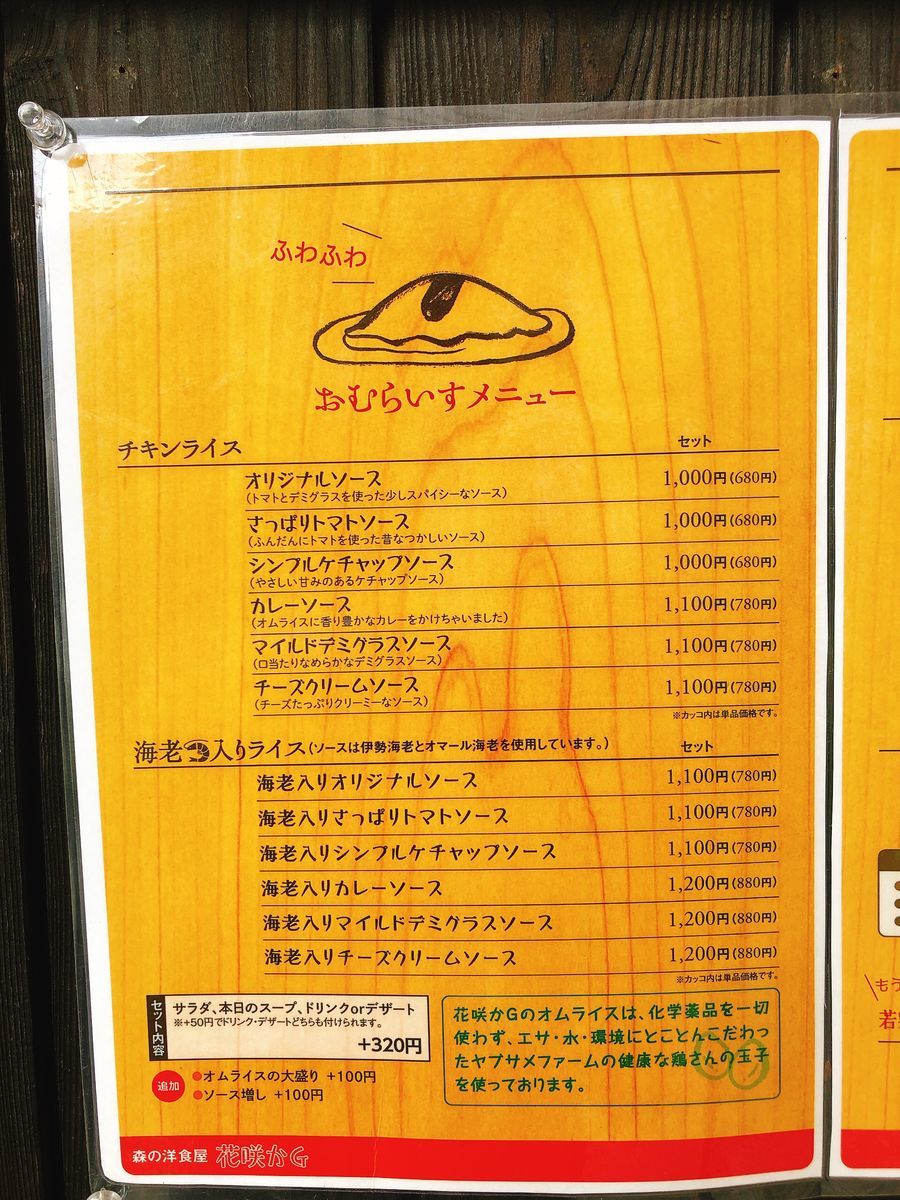 ふわふわ
おむらいすメニュー
チキンライス
セット
オリジナルソース 1,000円(680円)
(トマトとデミグラスを使った少しスパイシーなソース)
さっぱりトマトソース 1,000円(680円)
(ふんだんにトマトを使った昔なつかしいソース)
シンプルケチャップソース 1,000円(680円)
(やさしい甘みのあるケチャップソース)
カレーソース 1,100円(780円)
(オムライスに香り豊かなカレーをかけちゃいました)
マイルドデミグラスソース 1,100円(780円)
(口当たりなめらかなデミグラスソース)
チーズクリームソース 1,100円(780円)
(チーズたっぷりクリーミーなソース)
※カッコ内は単品価格です。
海老入りライス(ソースは伊勢海老とオマール海老を使用しています。) セット
海老入りオリジナルソース 1,100円(780円)
海老入りさっぱりトマトソース 1,100円(780円)
海老入りシンプルケチャップソース 1,100円(780円)
海老入りカレーソース 1,200円(880円)
海老入りマイルドデミグラスソース 1,200円(880円)
海老入りチーズクリームソース 1,200円(880円)
※カッコ内は単品価格です。
セット内容
サラダ、本日のスープ、ドリンクorデザート
※+50円でドリンク・デザートどちらも付けられます。
+320円
追加
●オムライスの大盛り +100円
●ソース増し +100円
花咲かGのオムライスは、化学薬品を一切
使わず、エサ・水・環境にとことんこだわっ
たヤブサメファームの健康な鶏さんの玉子
を使っております。
森の洋食屋 花咲かG
もう